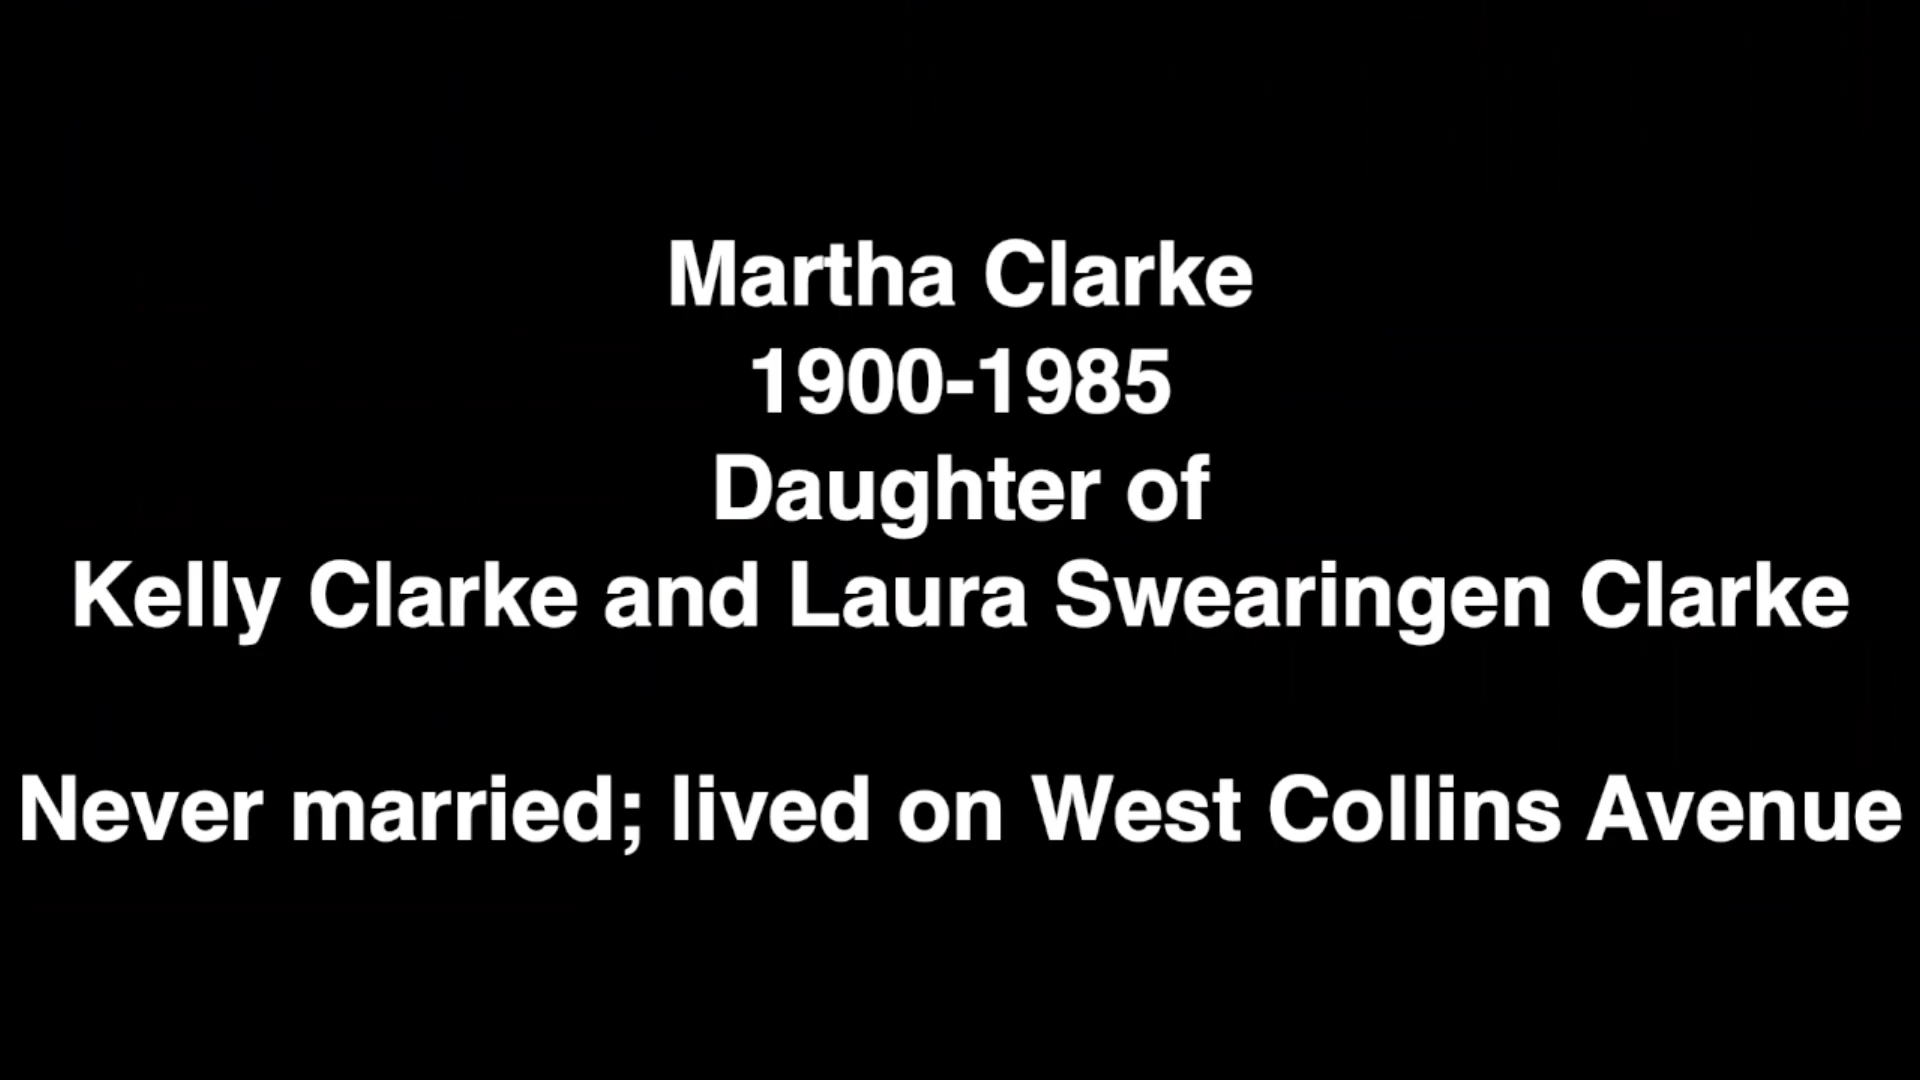 Martha Clarke
1900-1985
Daughter of
Kelly Clarke and Laura Swearingen Clarke
Never married; lived on West Collins Avenue